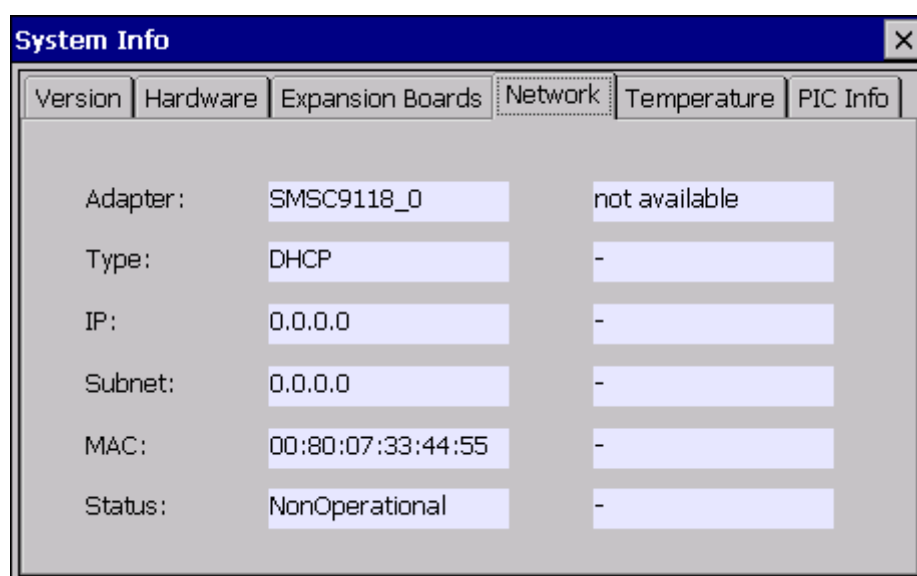 System Info
Version Hardware Expansion Boards Network Temperature PIC Info
Adapter: SMSC9118_0 not available
Type: DHCP -
IP: 0.0.0.0 -
Subnet: 0.0.0.0 -
MAC: 00:80:07:33:44:55 -
Status: NonOperational -